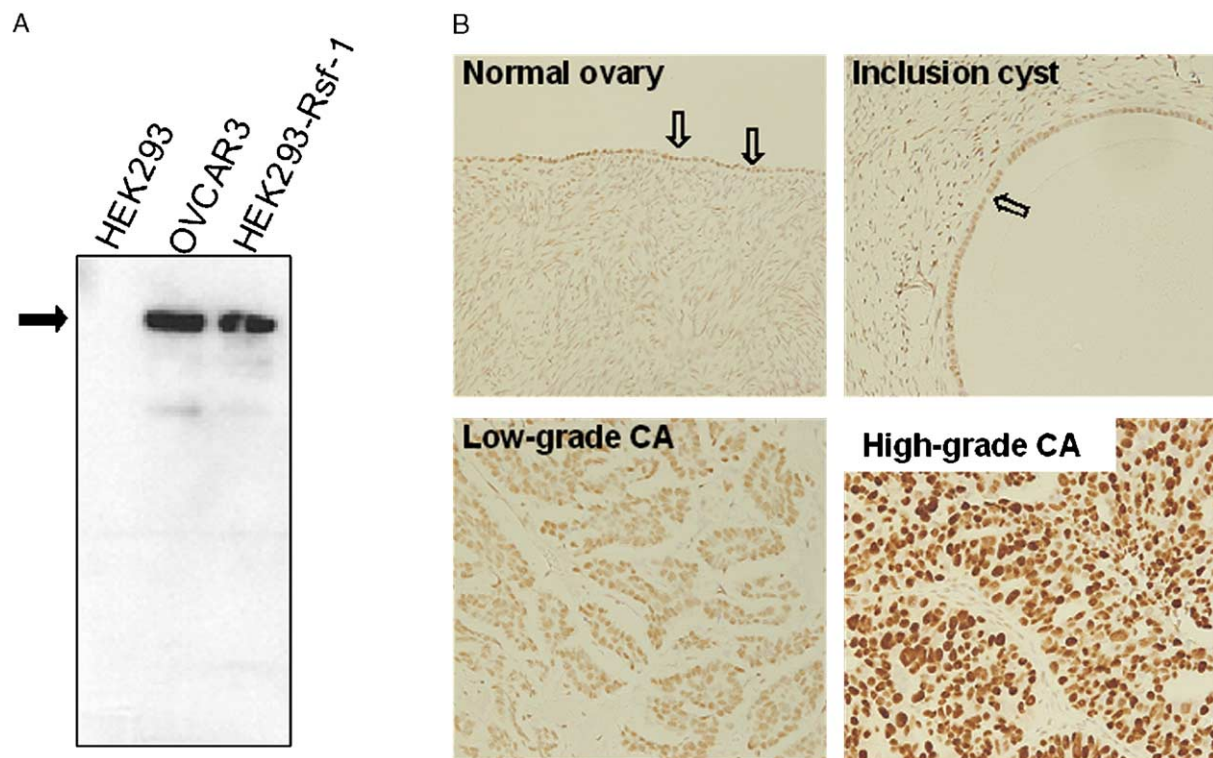 A
HEK293
OVCAR3
HEK293-Rsf-1
B
Normal ovary
Inclusion cyst
Low-grade CA
High-grade CA